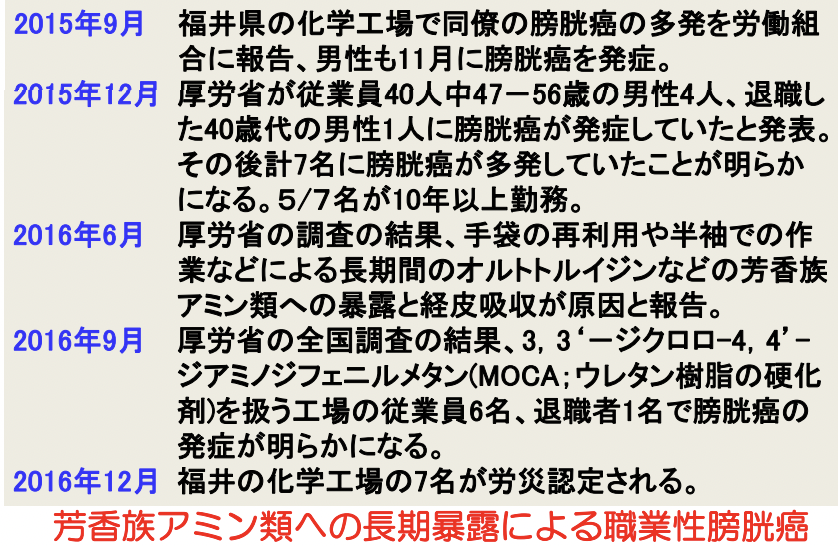 2015年9月 福井県の化学工場で同僚の膀胱癌の多発を労働組
合に報告、男性も11月に膀胱癌を発症。
2015年12月 厚労省が従業員40人中47－56歳の男性4人、退職し
た40歳代の男性1人に膀胱癌が発症していたと発表。
その後計7名に膀胱癌が多発していたことが明らか
になる。５/７名が10年以上勤務。
2016年6月 厚労省の調査の結果、手袋の再利用や半袖での作
業などによる長期間のオルトトルイジンなどの芳香族
アミン類への暴露と経皮吸収が原因と報告。
2016年9月 厚労省の全国調査の結果、3，3‘－ジクロロ-4，4’-
ジアミノジフェニルメタン(MOCA；ウレタン樹脂の硬化
剤)を扱う工場の従業員6名、退職者1名で膀胱癌の
発症が明らかになる。
2016年12月 福井の化学工場の7名が労災認定される。
芳香族アミン類への長期暴露による職業性膀胱癌